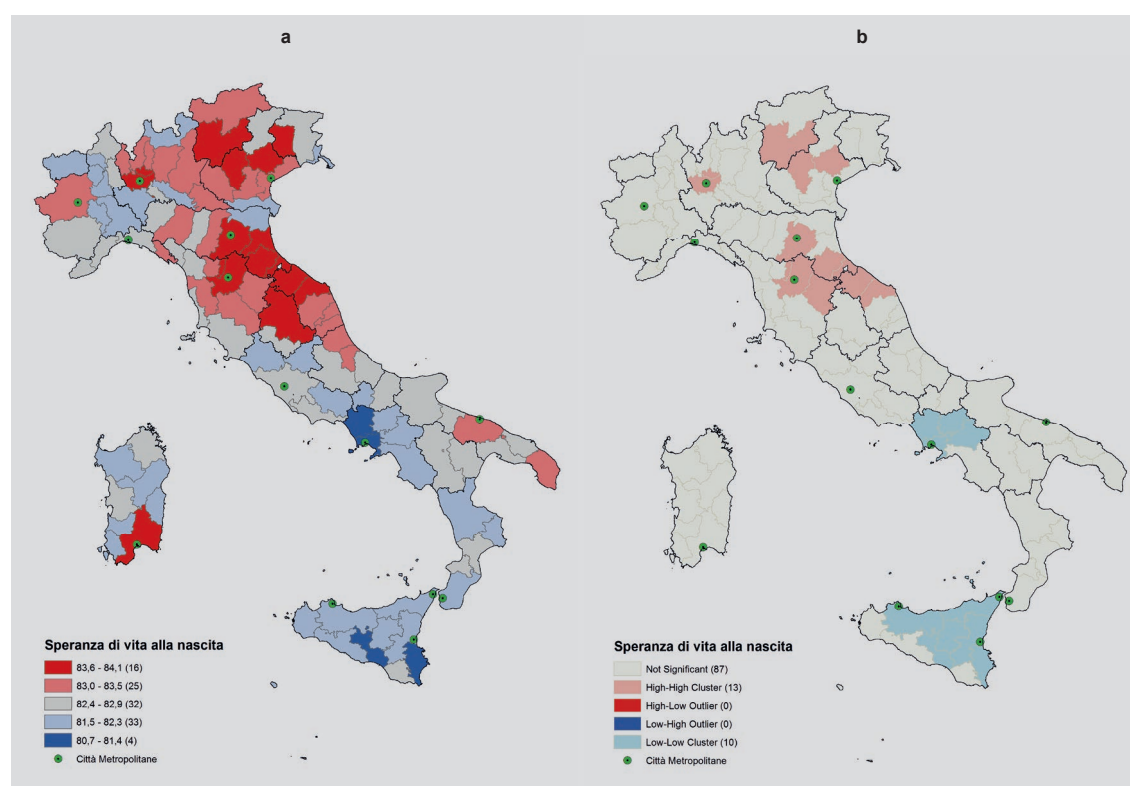 a
b
Speranza di vita alla nascita
83,6 - 84,1 (16)
83,0 - 83,5 (25)
82,4 - 82,9 (32)
81,5 - 82,3 (33)
80,7 - 81,4 (4)
Città Metropolitane
Speranza di vita alla nascita
Not Significant (87)
High-High Cluster (13)
High-Low Outlier (0)
Low-High Outlier (0)
Low-Low Cluster (10)
Città Metropolitane